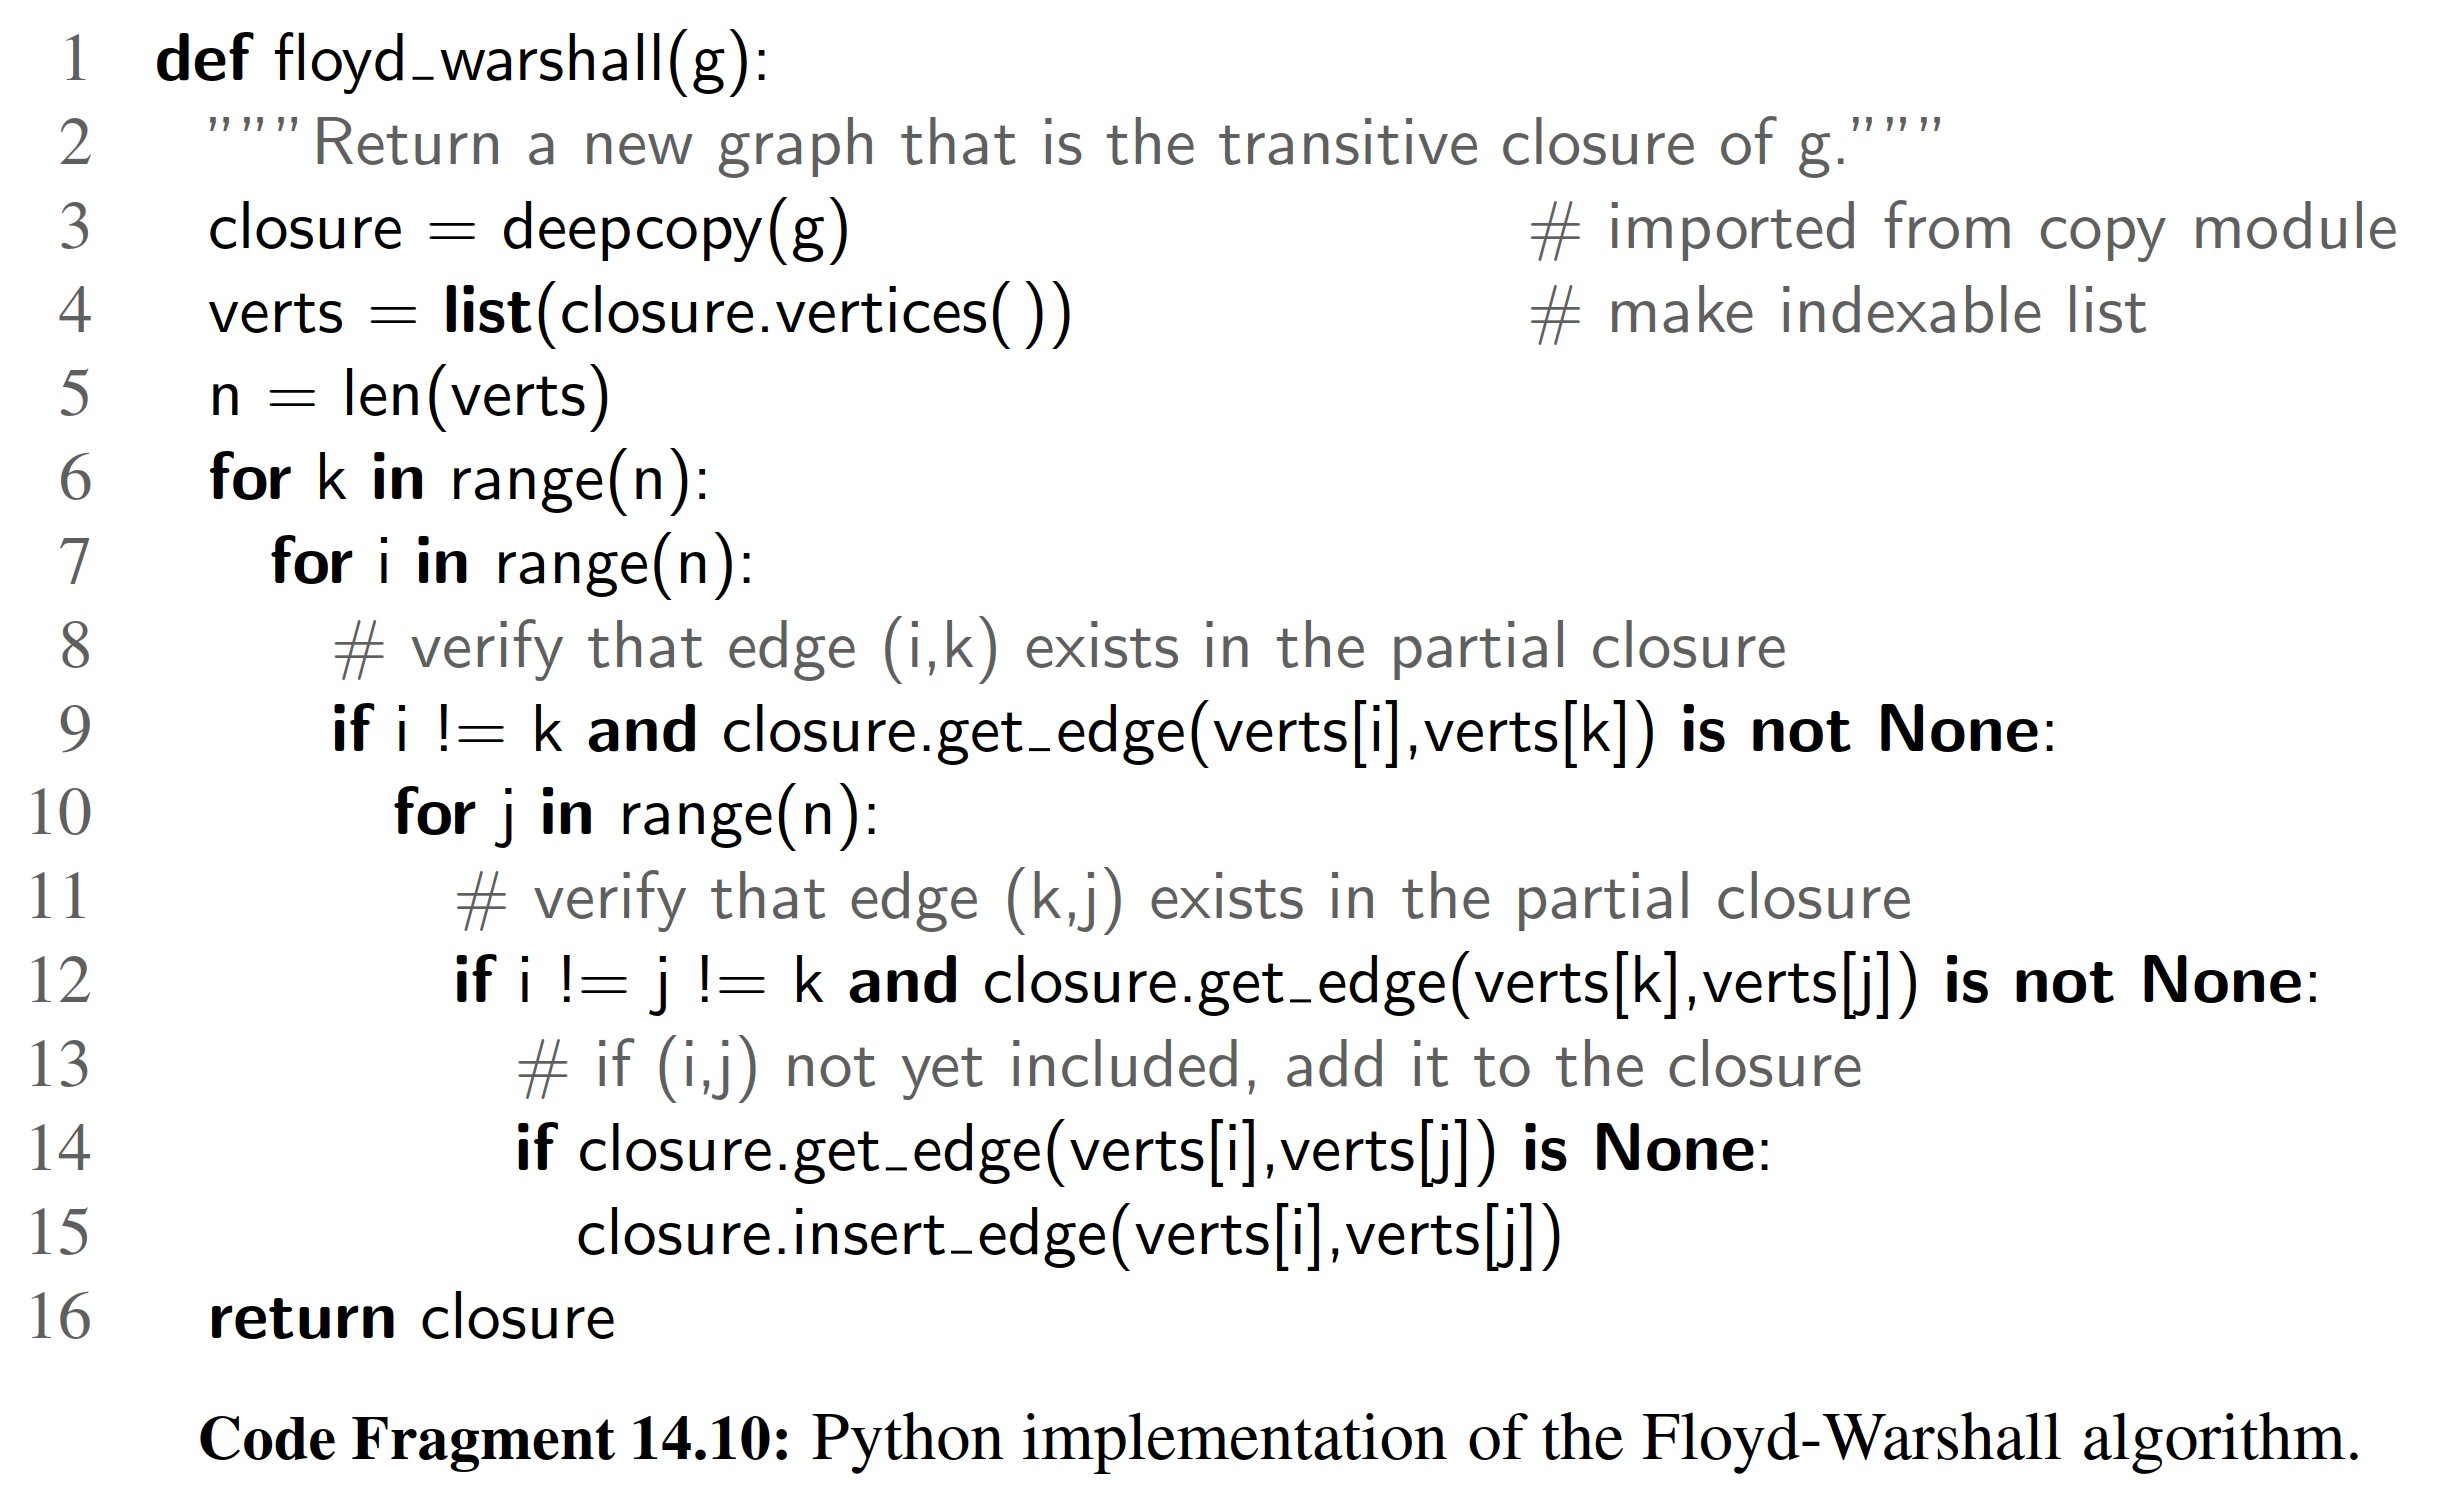 1 def floyd_warshall(g):
2 """Return a new graph that is the transitive closure of g."""
3 closure = deepcopy(g) # imported from copy module
4 verts = list(closure.vertices( )) # make indexable list
5 n = len(verts)
6 for k in range(n):
7 for i in range(n):
8 # verify that edge (i,k) exists in the partial closure
9 if i != k and closure.get_edge(verts[i],verts[k]) is not None:
10 for j in range(n):
11 # verify that edge (k,j) exists in the partial closure
12 if i != j != k and closure.get_edge(verts[k],verts[j]) is not None:
13 # if (i,j) not yet included, add it to the closure
14 if closure.get_edge(verts[i],verts[j]) is None:
15 closure.insert_edge(verts[i],verts[j])
16 return closure
Code Fragment 14.10: Python implementation of the Floyd-Warshall algorithm.